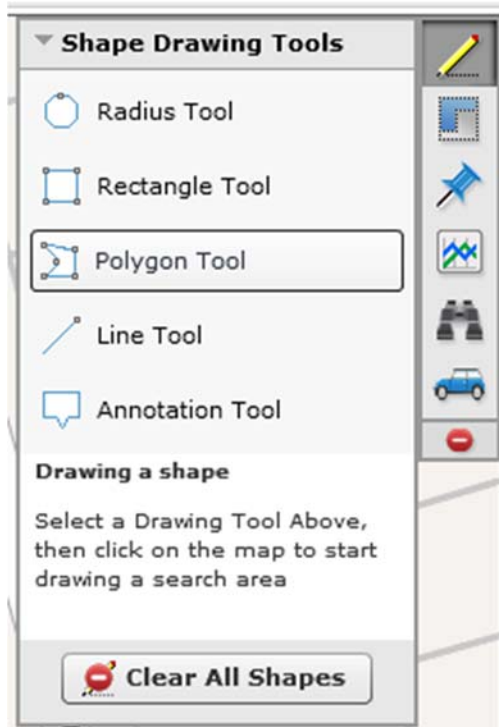 Shape Drawing Tools
Radius Tool
Rectangle Tool
Polygon Tool
Line Tool
Annotation Tool
Drawing a shape
Select a Drawing Tool Above,
then click on the map to start
drawing a search area
Clear All Shapes